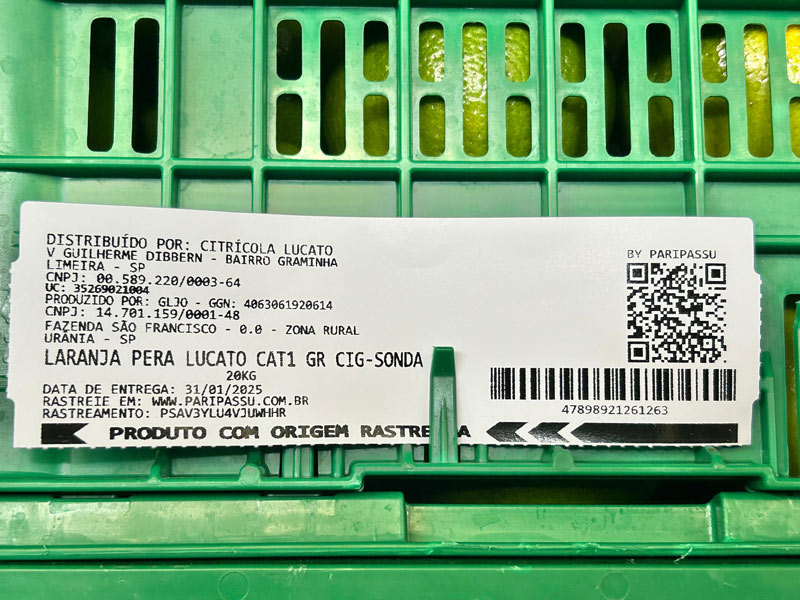 DISTRIBUÍDO POR: CITRÍCOLA LUCATO
V GUILHERME DIBBERN - BAIRRO GRAMINHA
LIMEIRA - SP
CNPJ: 00.589.220/0003-64
UC: 35269021004
PRODUZIDO POR: GLJO - GGN: 4063061920614
CNPJ: 14.701.159/0001-48
FAZENDA SÃO FRANCISCO - 0.0 - ZONA RURAL
URÂNIA - SP
LARANJA PERA LUCATO CAT1 GR CIG-SONDA
20KG
DATA DE ENTREGA: 31/01/2025
RASTREIE EM: WWW.PARIPASSU.COM.BR
RASTREAMENTO: PSAV3YLU4VJUWHHR
PRODUTO COM ORIGEM RASTRE A
BY PARIPASSU
47898921261263